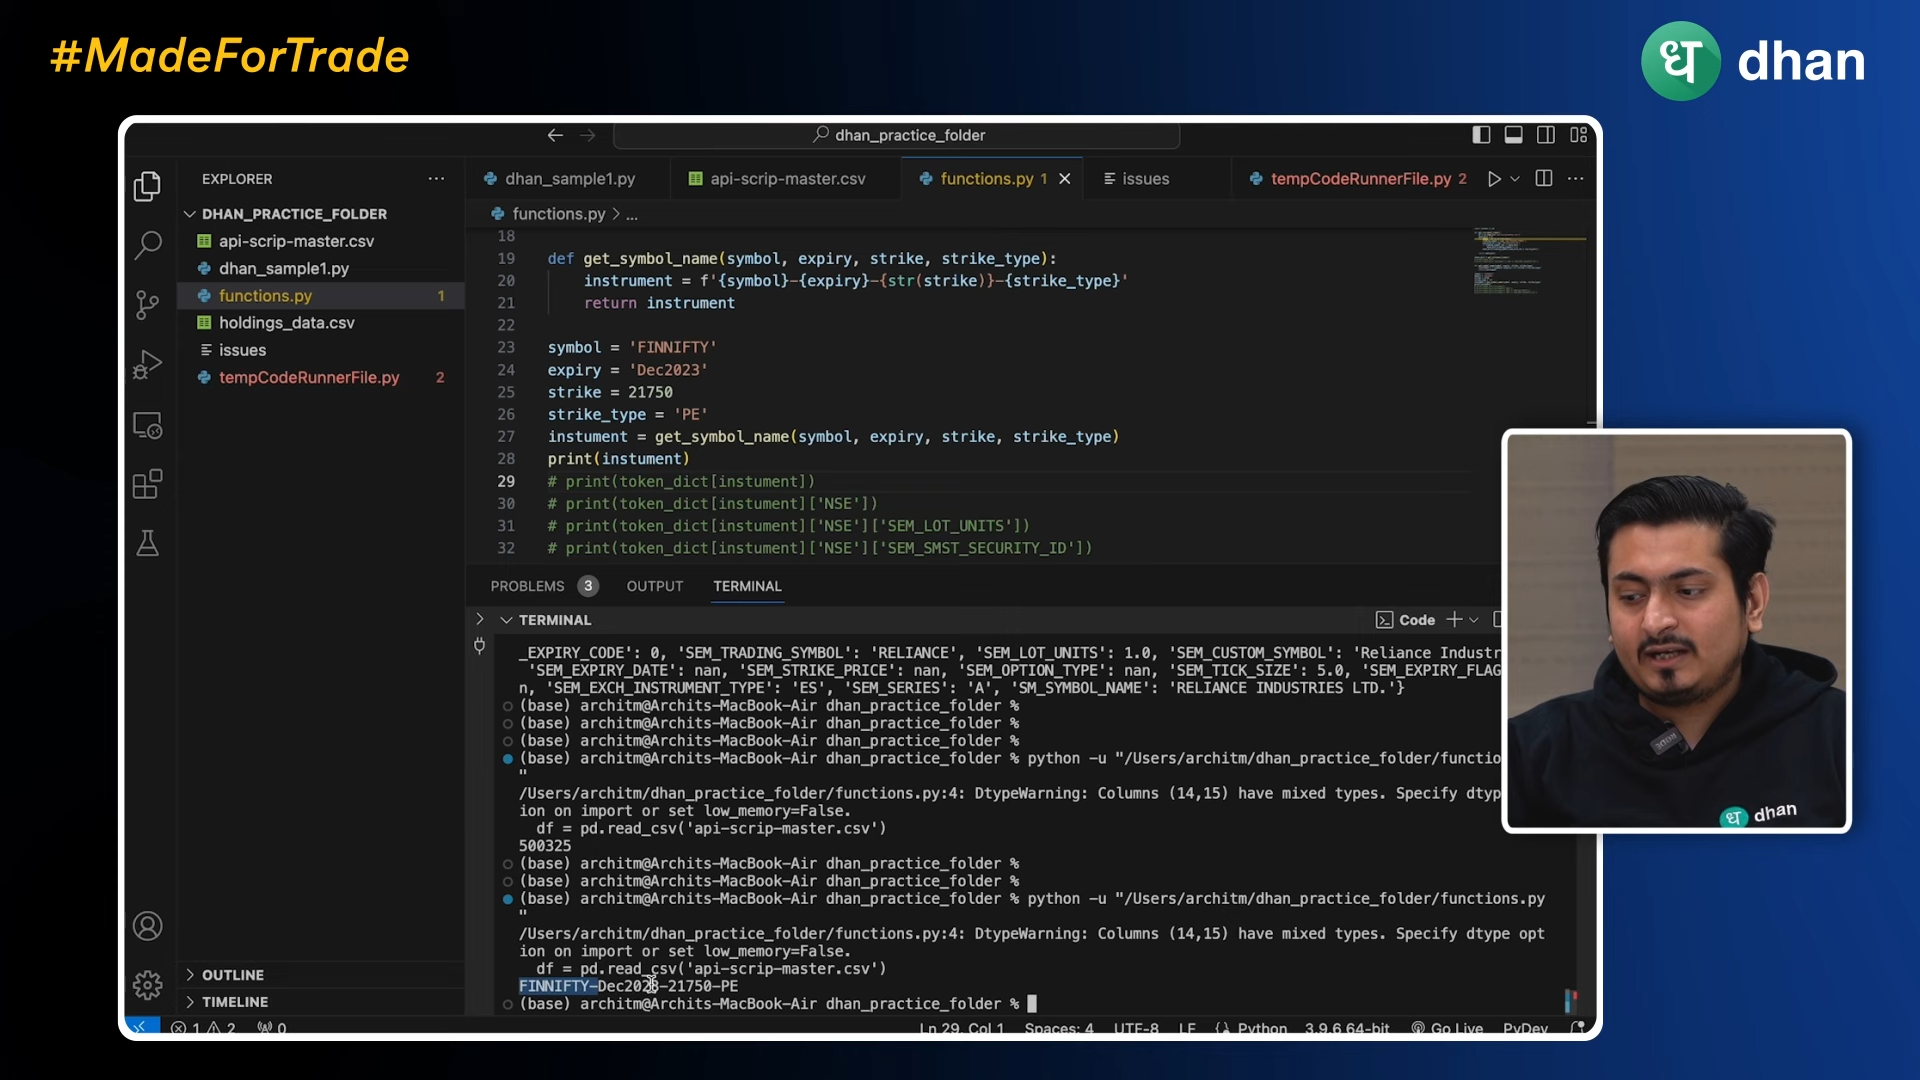 #MadeForTrade
ध dhan
dhan_practice_folder
EXPLORER
DHAN_PRACTICE_FOLDER
api-scrip-master.csv
dhan_sample1.py
functions.py 1
holdings_data.csv
issues
tempCodeRunnerFile.py 2
OUTLINE
TIMELINE
dhan_sample1.py api-scrip-master.csv functions.py 1 issues tempCodeRunnerFile.py 2
functions.py > ...
18
19 def get_symbol_name(symbol, expiry, strike, strike_type):
20 instrument = f'{symbol}-{expiry}-{str(strike)}-{strike_type}'
21 return instrument
22
23 symbol = 'FINNIFTY'
24 expiry = 'Dec2023'
25 strike = 21750
26 strike_type = 'PE'
27 instument = get_symbol_name(symbol, expiry, strike, strike_type)
28 print(instument)
29 # print(token_dict[instument])
30 # print(token_dict[instument]['NSE'])
31 # print(token_dict[instument]['NSE']['SEM_LOT_UNITS'])
32 # print(token_dict[instument]['NSE']['SEM_SMST_SECURITY_ID'])
PROBLEMS 3 OUTPUT TERMINAL
TERMINAL Code
_EXPIRY_CODE': 0, 'SEM_TRADING_SYMBOL': 'RELIANCE', 'SEM_LOT_UNITS': 1.0, 'SEM_CUSTOM_SYMBOL': 'Reliance Industr
'SEM_EXPIRY_DATE': nan, 'SEM_STRIKE_PRICE': nan, 'SEM_OPTION_TYPE': nan, 'SEM_TICK_SIZE': 5.0, 'SEM_EXPIRY_FLAG
n, 'SEM_EXCH_INSTRUMENT_TYPE': 'ES', 'SEM_SERIES': 'A', 'SM_SYMBOL_NAME': 'RELIANCE INDUSTRIES LTD.'}
(base) architm@Archits-MacBook-Air dhan_practice_folder %
(base) architm@Archits-MacBook-Air dhan_practice_folder %
(base) architm@Archits-MacBook-Air dhan_practice_folder %
(base) architm@Archits-MacBook-Air dhan_practice_folder % python -u "/Users/architm/dhan_practice_folder/functio
"
/Users/architm/dhan_practice_folder/functions.py:4: DtypeWarning: Columns (14,15) have mixed types. Specify dtyp
ion on import or set low_memory=False.
df = pd.read_csv('api-scrip-master.csv')
500325
(base) architm@Archits-MacBook-Air dhan_practice_folder %
(base) architm@Archits-MacBook-Air dhan_practice_folder %
(base) architm@Archits-MacBook-Air dhan_practice_folder % python -u "/Users/architm/dhan_practice_folder/functions.py
"
/Users/architm/dhan_practice_folder/functions.py:4: DtypeWarning: Columns (14,15) have mixed types. Specify dtype opt
ion on import or set low_memory=False.
df = pd.read_csv('api-scrip-master.csv')
FINNIFTY-Dec2023-21750-PE
(base) architm@Archits-MacBook-Air dhan_practice_folder %
1 2 0 Ln 29, Col 1 Spaces: 4 UTF-8 LF {} Python 3.9.6 64-bit Go Live PyDev
ध dhan